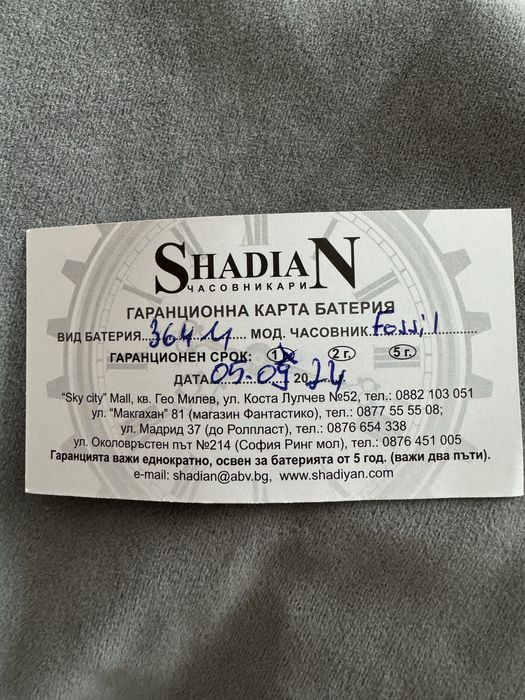 SHADIAN
ЧАСОВНИКАРИ
ГАРАНЦИОННА КАРТА БАТЕРИЯ
ВИД БАТЕРИЯ 364 МОД. ЧАСОВНИК Fossil
ГАРАНЦИОНЕН СРОК: 1 2 г. 5 г.
ДАТА 05.09 2024
"Sky city" Mall, кв. Гео Милев, ул. Коста Лулчев №52, тел.: 0882 103 051
ул. "Макгахан" 81 (магазин Фантастико), тел.: 0877 55 55 08;
ул. Мадрид 37 (до Ролпласт), тел.: 0876 654 338
ул. Околовръстен път №214 (София Ринг мол), тел.: 0876 451 005
Гаранцията важи еднократно, освен за батерията от 5 год. (важи два пъти).
e-mail: shadian@abv.bg, www.shadiyan.com